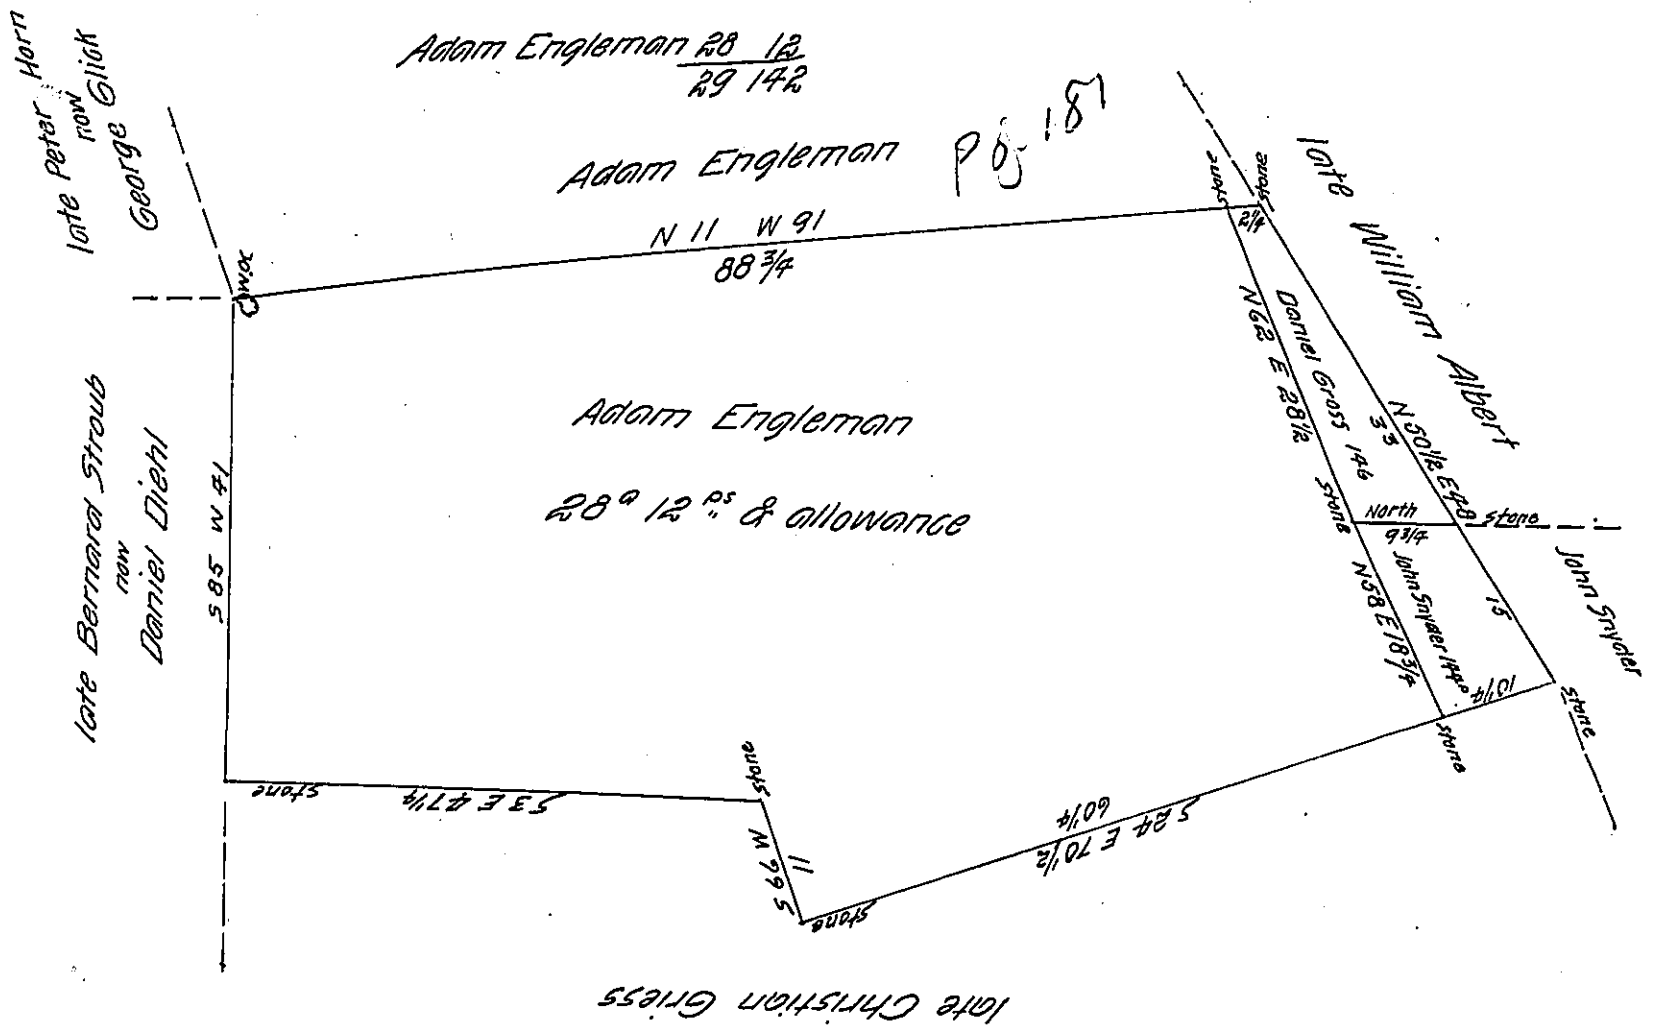 late Peter Horn
now
George Glick
Adam Engleman 28 12
29 142
Adam Engleman
N 11 W 91
88 3/4
W.O.
stone
stone
2 1/4
late William Albert
N 62 E 28 1/2
Daniel Gross 146
33
N 50 1/2 E 48
Adam Engleman
28 a 12 ps & allowance
late Bernard Stroub
now
Daniel Diehl
S 85 W 41
stone
North
9 3/4
stone
John Snyder
N 58 E 18 3/4
John Snyder
15
10 1/4
stone
stone
stone
S 3 E 47 1/4
stone
S 66 W
11
stone
60 1/4
S 24 E 70 1/2
late Christian Griess